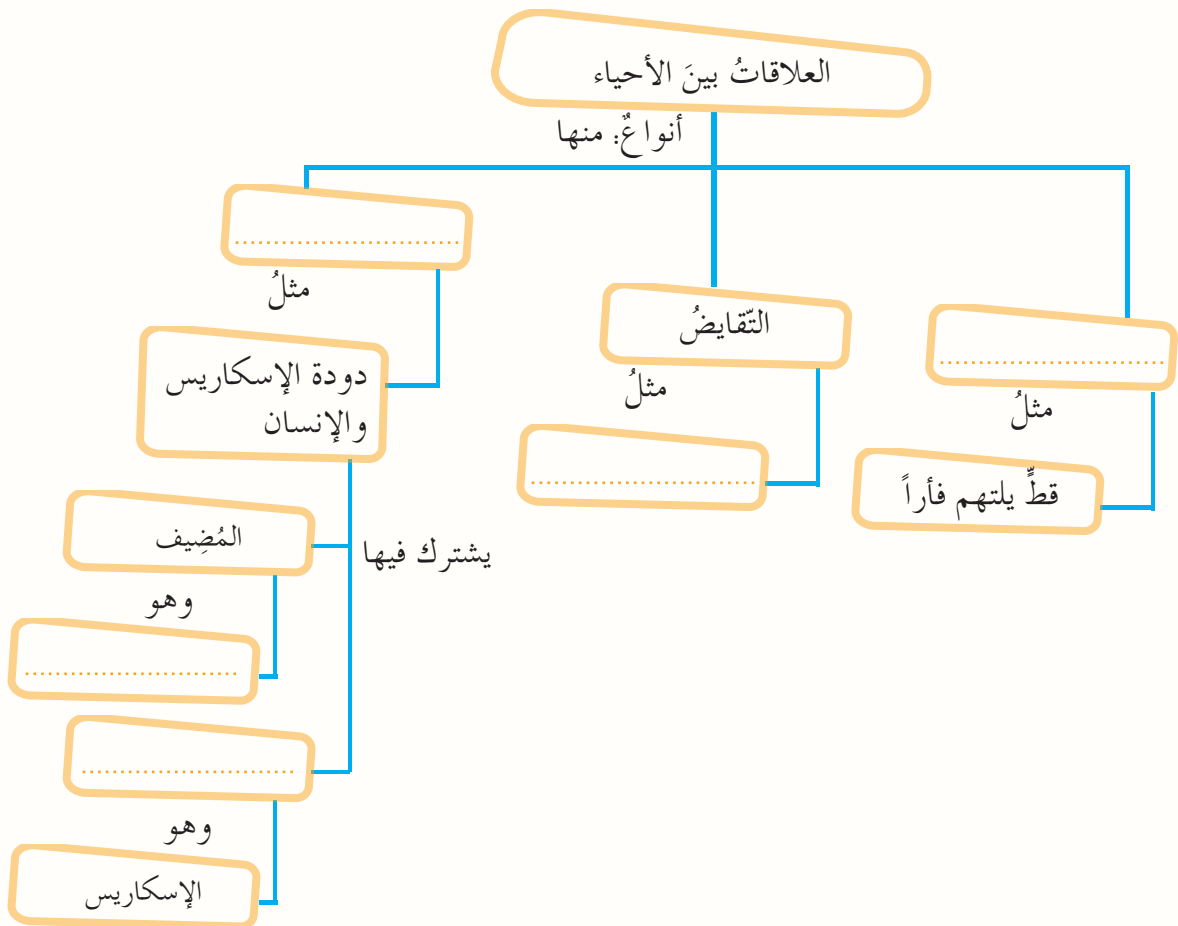 العلاقاتُ بينَ الأحياء
أنواعٌ: منها
.............................
مثلُ
قطٍّ يلتهم فأراً
التّقايضُ
مثلُ
.............................
.............................
مثلُ
دودة الإسكاريس
والإنسان
يشترك فيها
المُضِيف
وهو
.............................
.............................
وهو
الإسكاريس